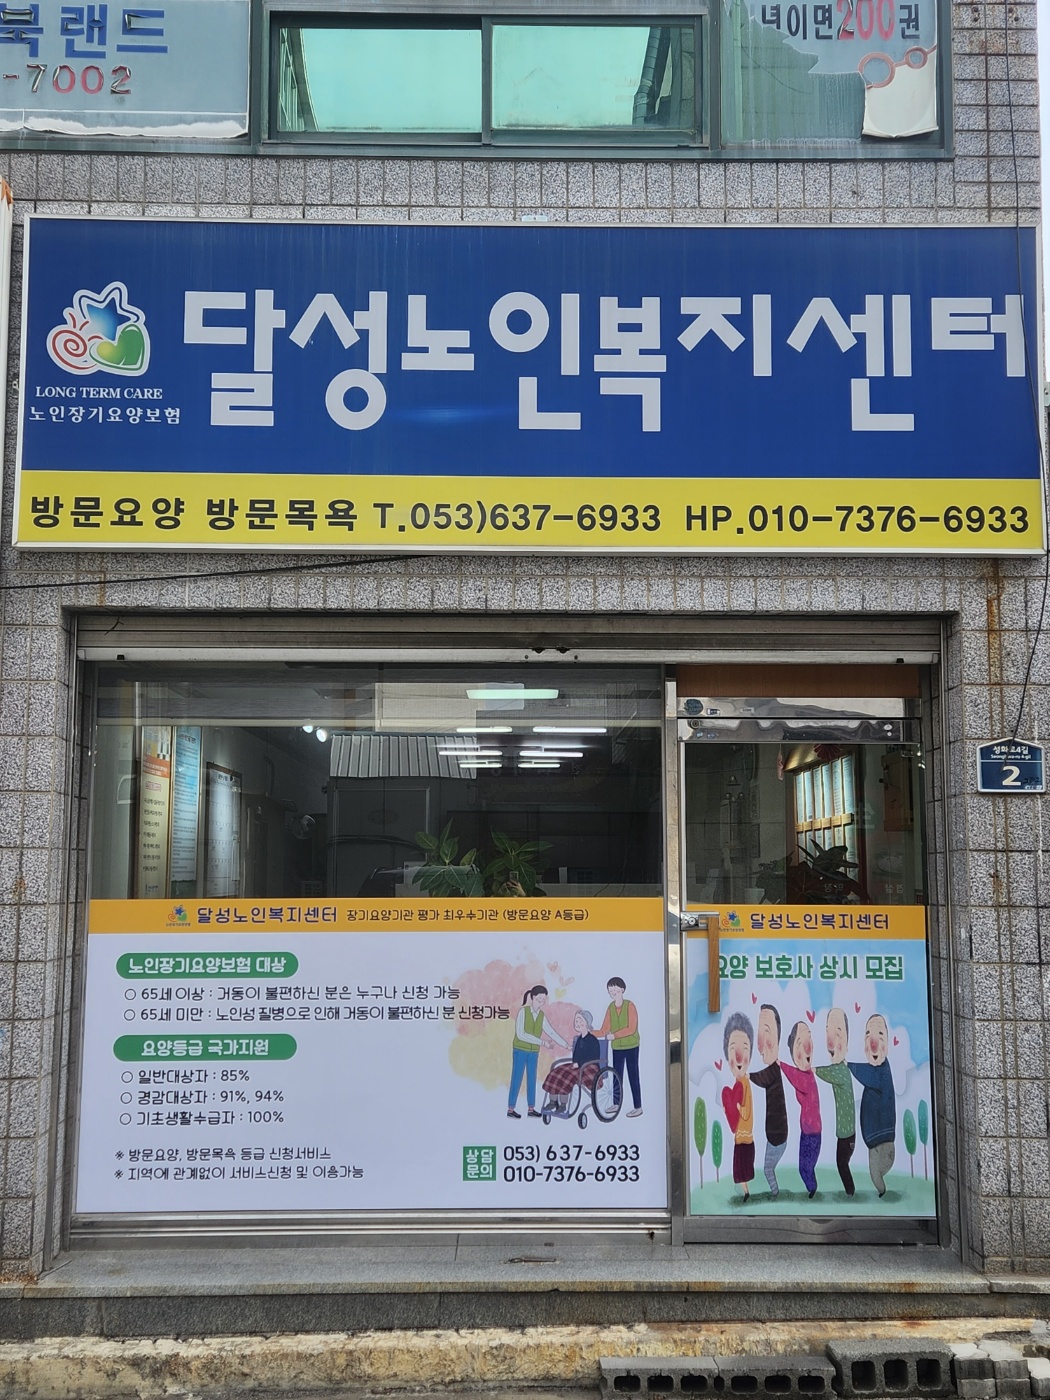 북랜드
-7002
년이면 200권
달성노인복지센터
LONG TERM CARE
노인장기요양보험
방문요양 방문목욕 T.053)637-6933 HP.010-7376-6933
성화로4길
2
달성노인복지센터 장기요양기관 평가 최우수기관 (방문요양 A등급)
노인장기요양보험 대상
○ 65세 이상 : 거동이 불편하신 분은 누구나 신청 가능
○ 65세 미만 : 노인성 질병으로 인해 거동이 불편하신 분 신청가능
요양등급 국가지원
○ 일반대상자 : 85%
○ 경감대상자 : 91%, 94%
○ 기초생활수급자 : 100%
※ 방문요양, 방문목욕 등급 신청서비스
※ 지역에 관계없이 서비스신청 및 이용가능
상담문의 053) 637-6933
010-7376-6933
달성노인복지센터
요양 보호사 상시 모집